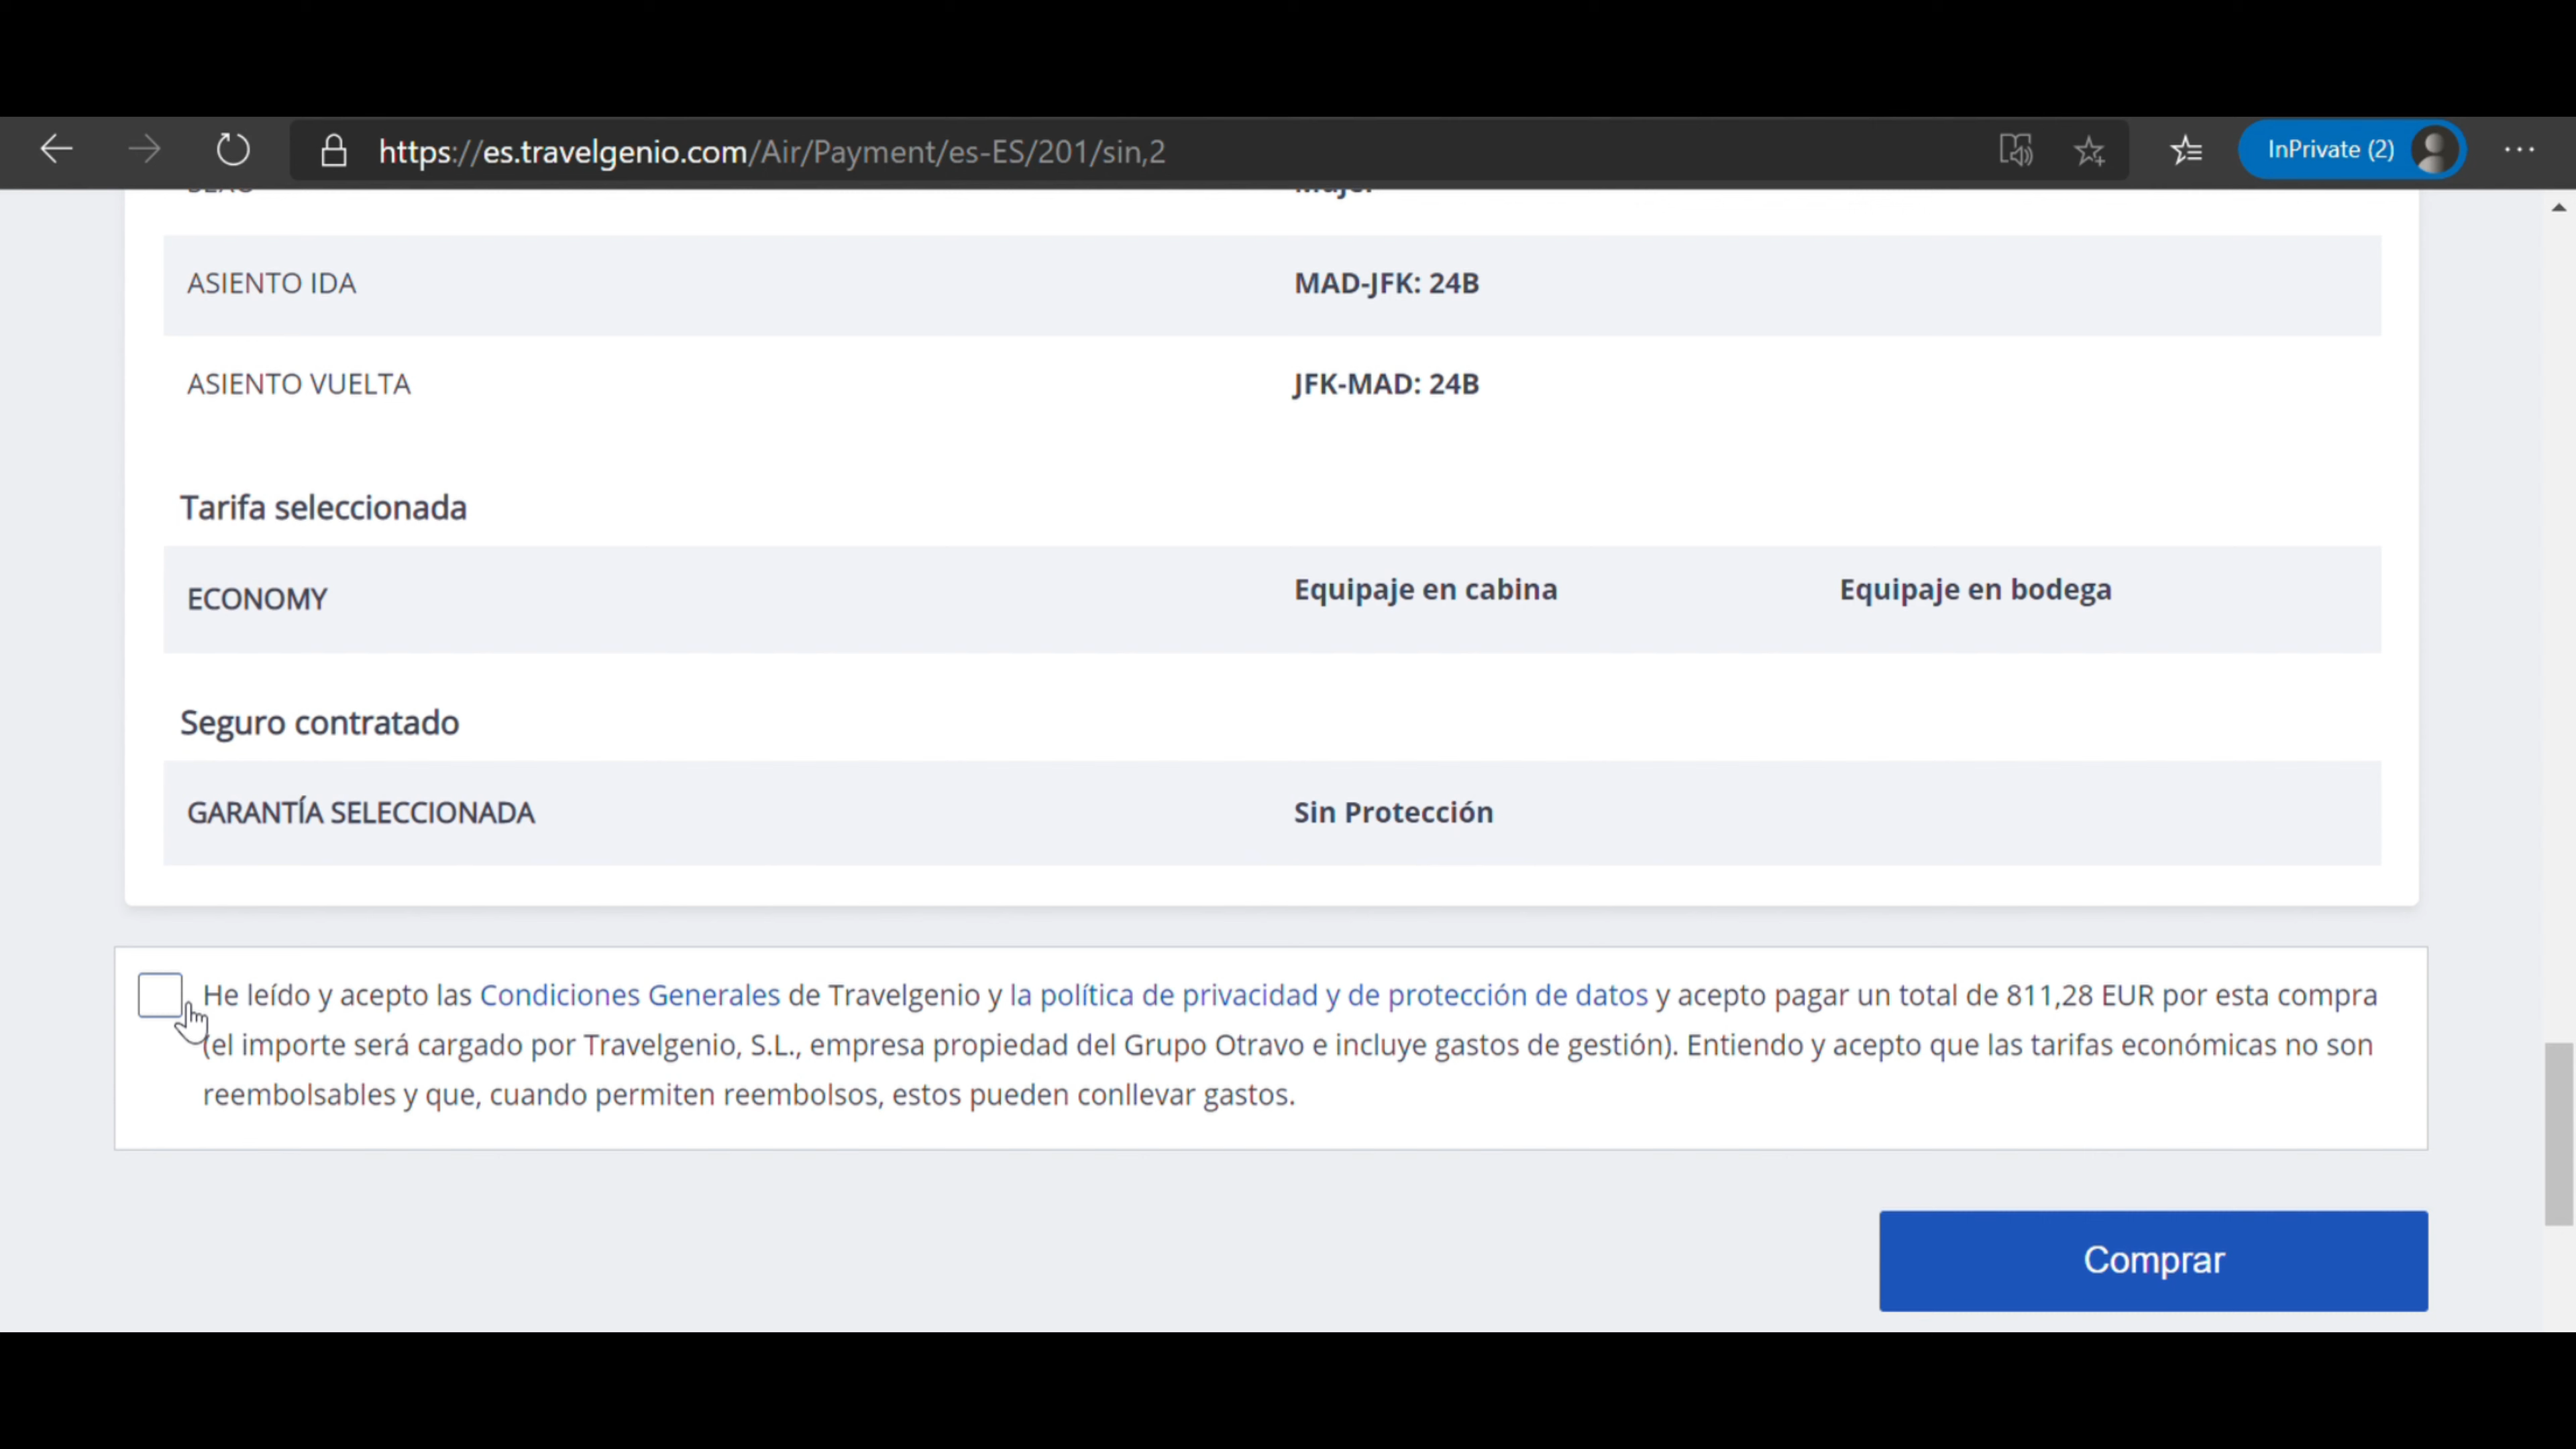 https://es.travelgenio.com/Air/Payment/es-ES/201/sin,2
InPrivate (2)
ASIENTO IDA MAD-JFK: 24B
ASIENTO VUELTA JFK-MAD: 24B
Tarifa seleccionada
ECONOMY Equipaje en cabina Equipaje en bodega
Seguro contratado
GARANTÍA SELECCIONADA Sin Protección
He leído y acepto las Condiciones Generales de Travelgenio y la política de privacidad y de protección de datos y acepto pagar un total de 811,28 EUR por esta compra
(el importe será cargado por Travelgenio, S.L., empresa propiedad del Grupo Otravo e incluye gastos de gestión). Entiendo y acepto que las tarifas económicas no son
reembolsables y que, cuando permiten reembolsos, estos pueden conllevar gastos.
Comprar